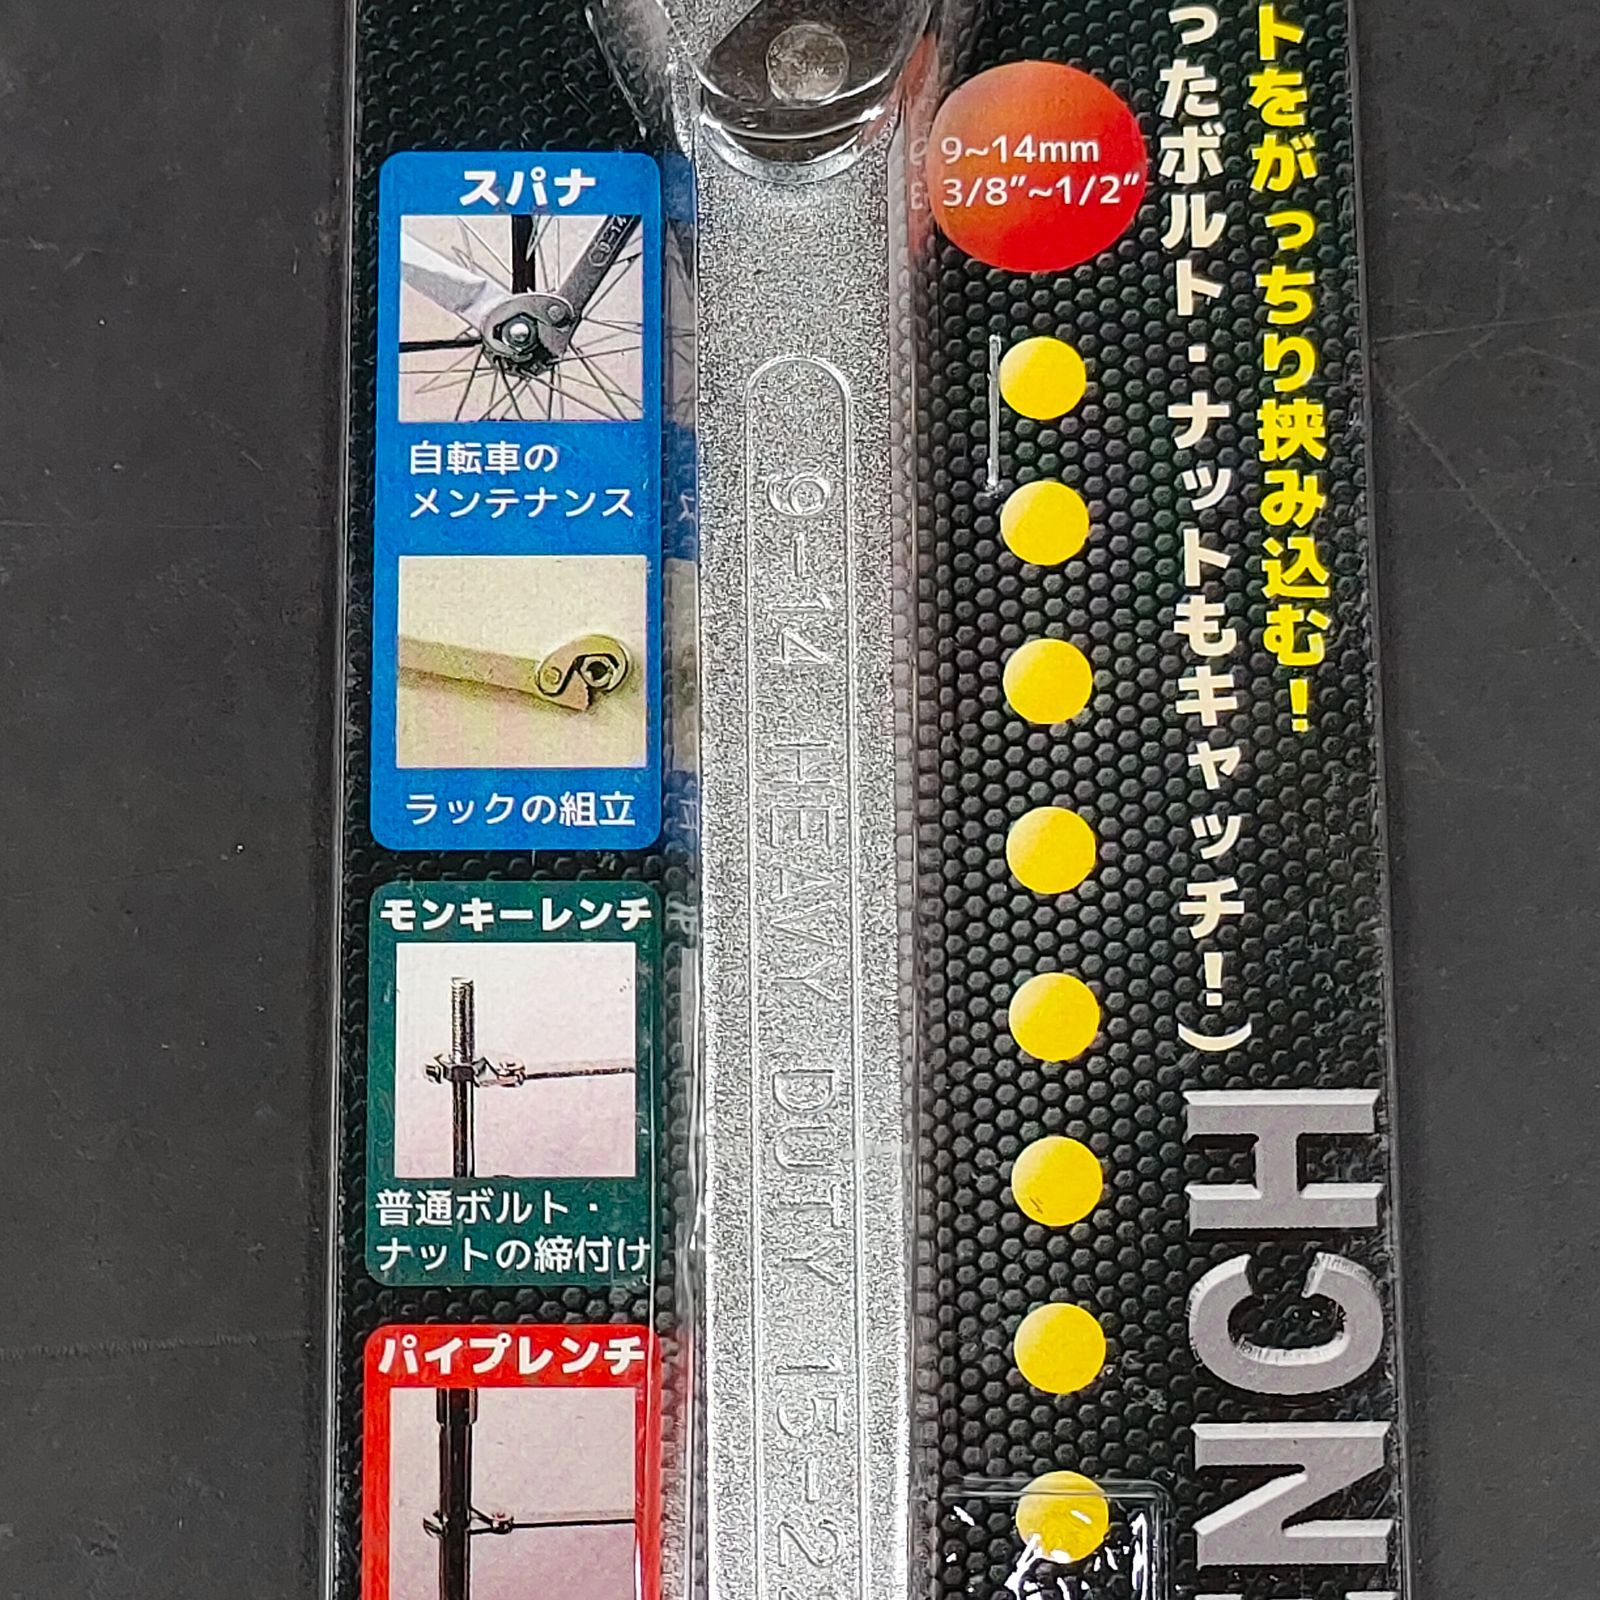 トをがっちり挟み込む!
ったボルト・ナットもキャッチ!)
9~14mm
3/8"~1/2"
スパナ
自転車の
メンテナンス
ラックの組立
モンキーレンチ
普通ボルト・
ナットの締付け
パイプレンチ
9-14 HEAVY DUTY 15-2
ENCH